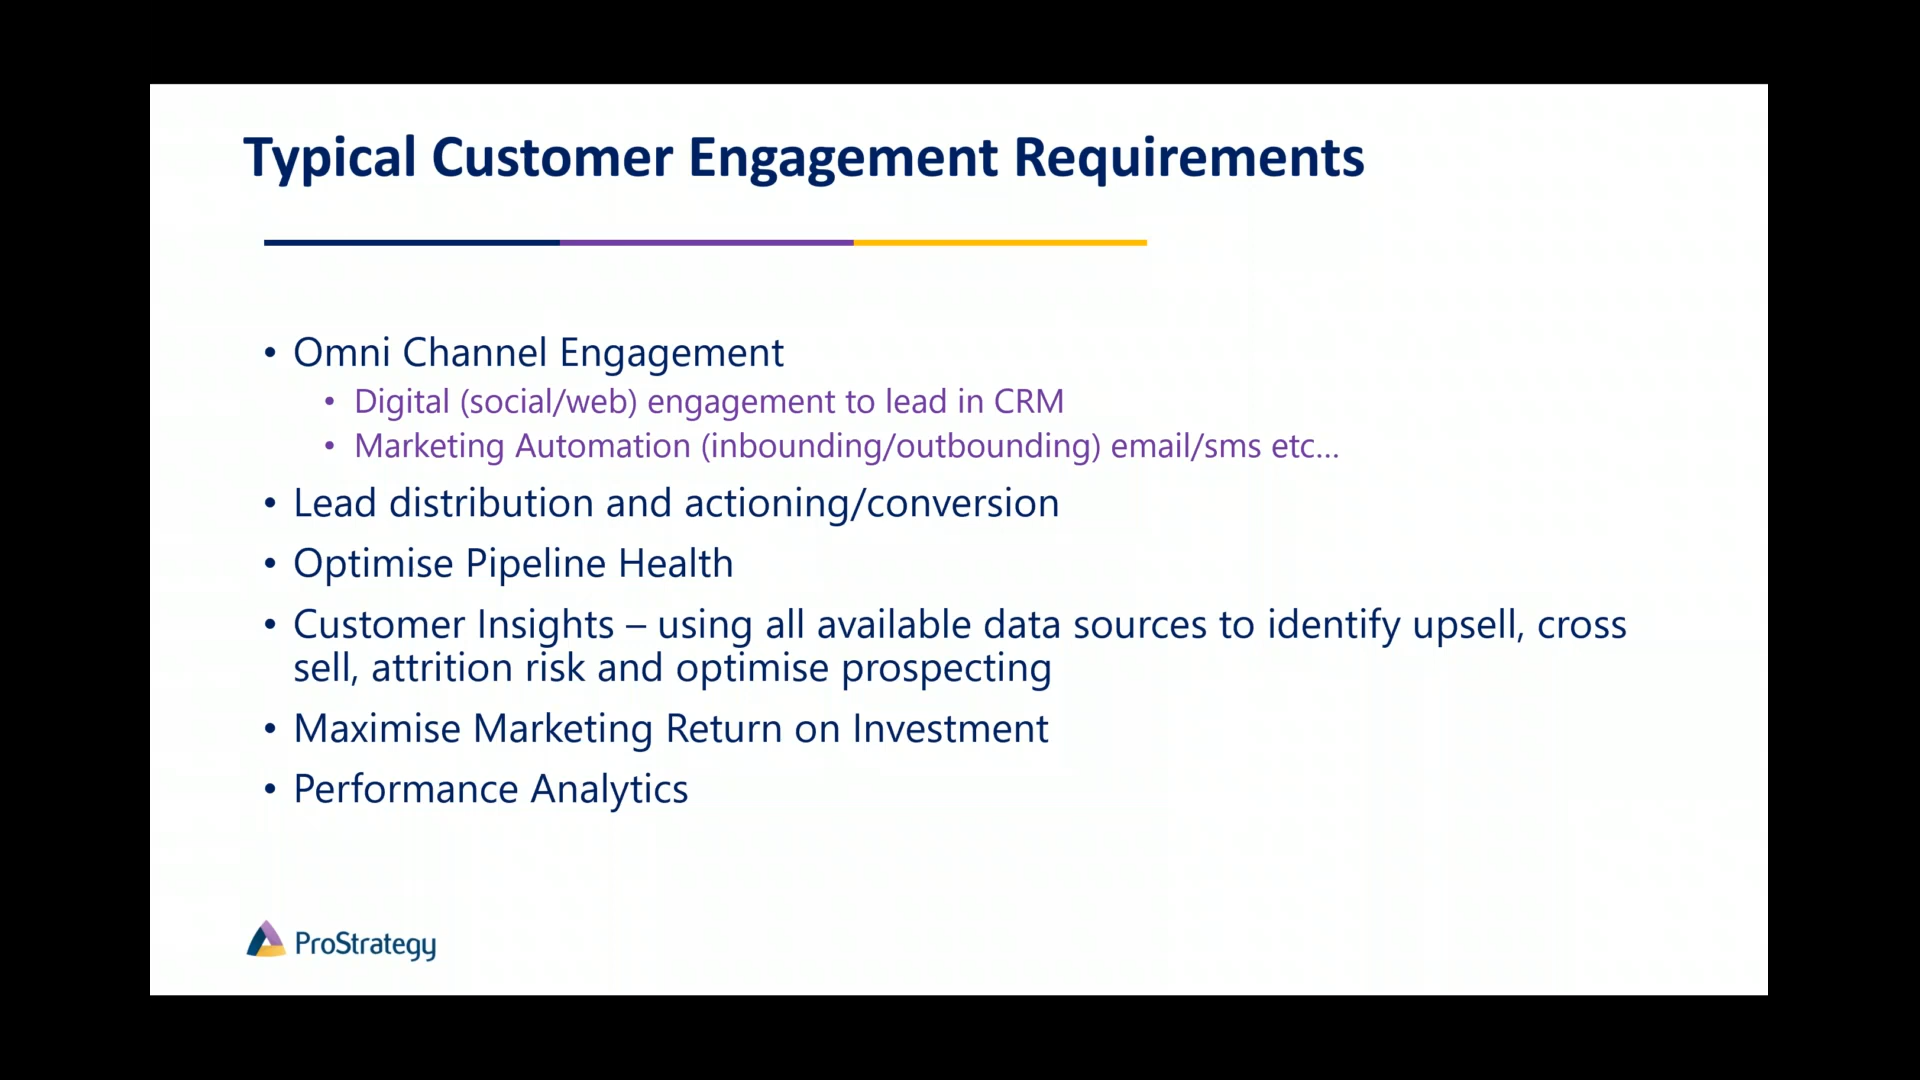 Typical Customer Engagement Requirements
• Omni Channel Engagement
• Digital (social/web) engagement to lead in CRM
• Marketing Automation (inbounding/outbounding) email/sms etc...
• Lead distribution and actioning/conversion
• Optimise Pipeline Health
• Customer Insights – using all available data sources to identify upsell, cross
sell, attrition risk and optimise prospecting
• Maximise Marketing Return on Investment
• Performance Analytics
ProStrategy